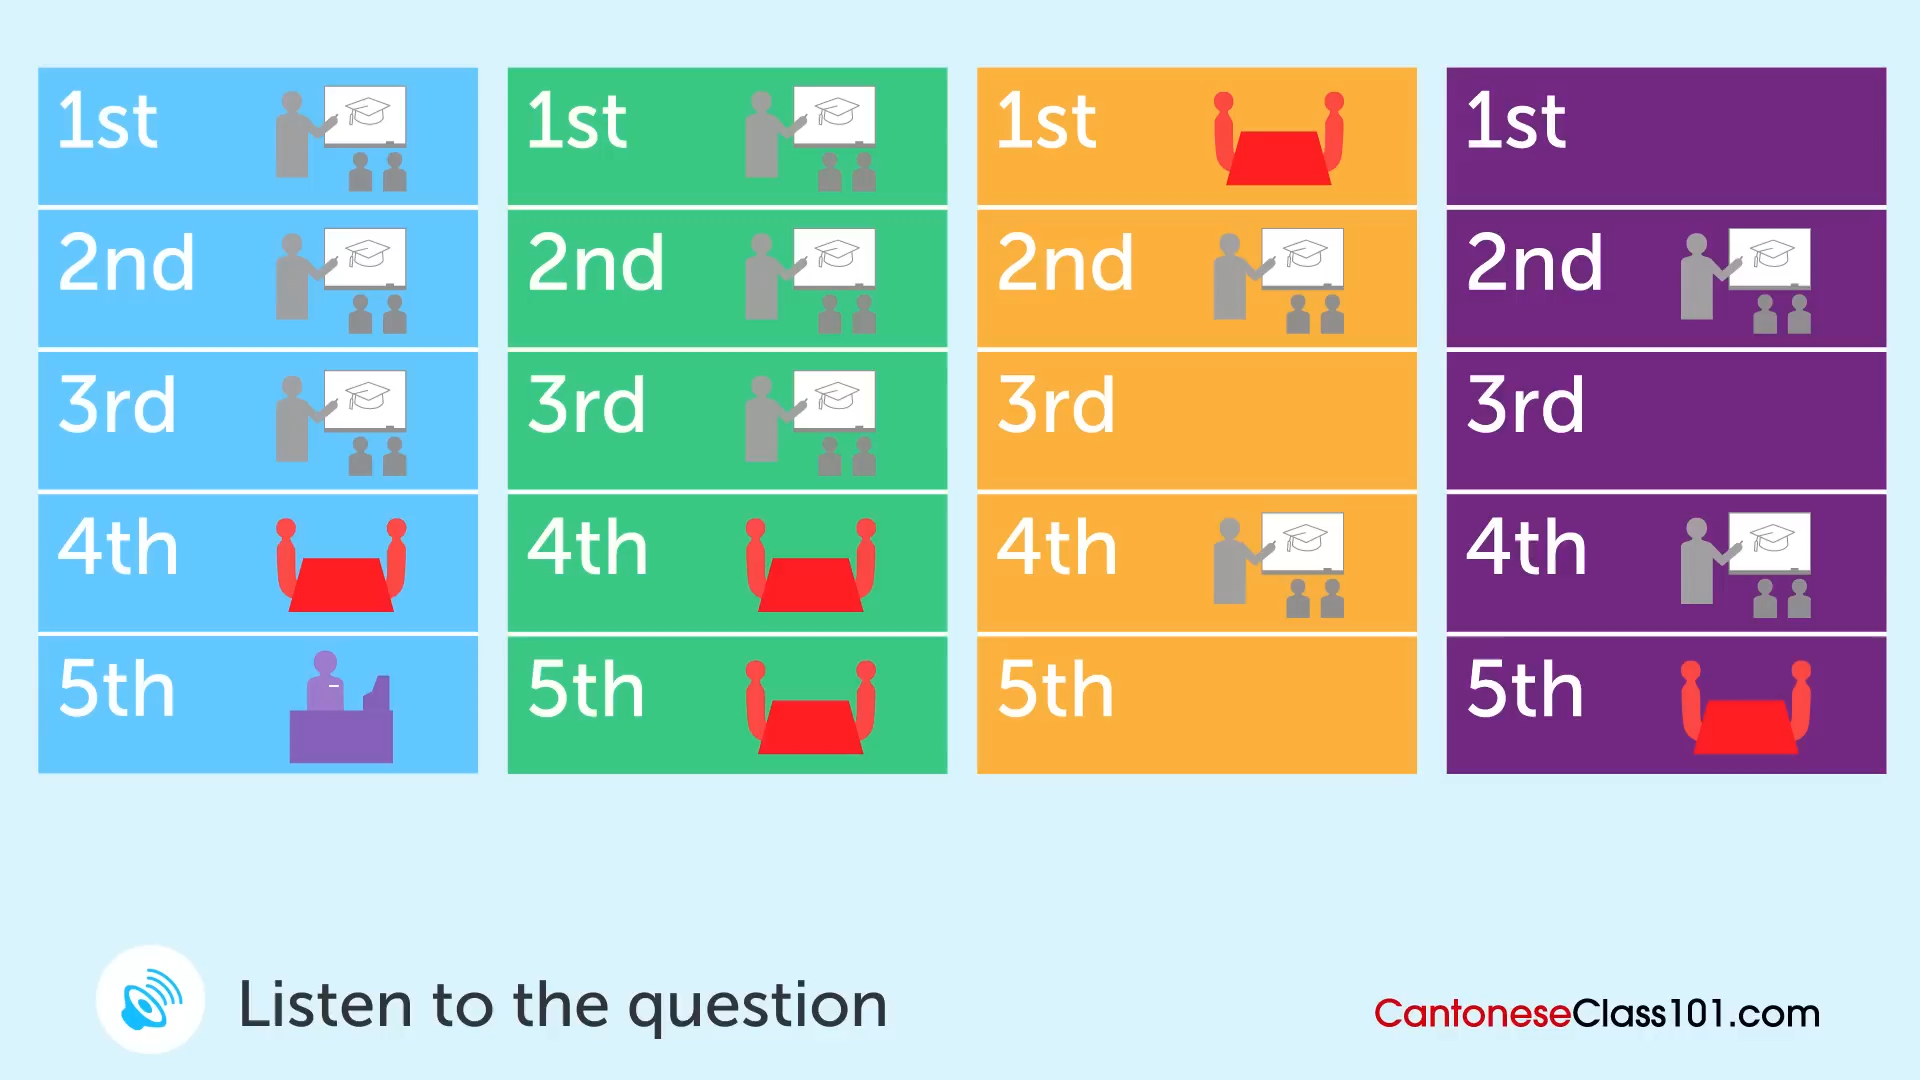 1st
2nd
3rd
4th
5th
1st
2nd
3rd
4th
5th
1st
2nd
3rd
4th
5th
1st
2nd
3rd
4th
5th
Listen to the question
CantoneseClass101.com